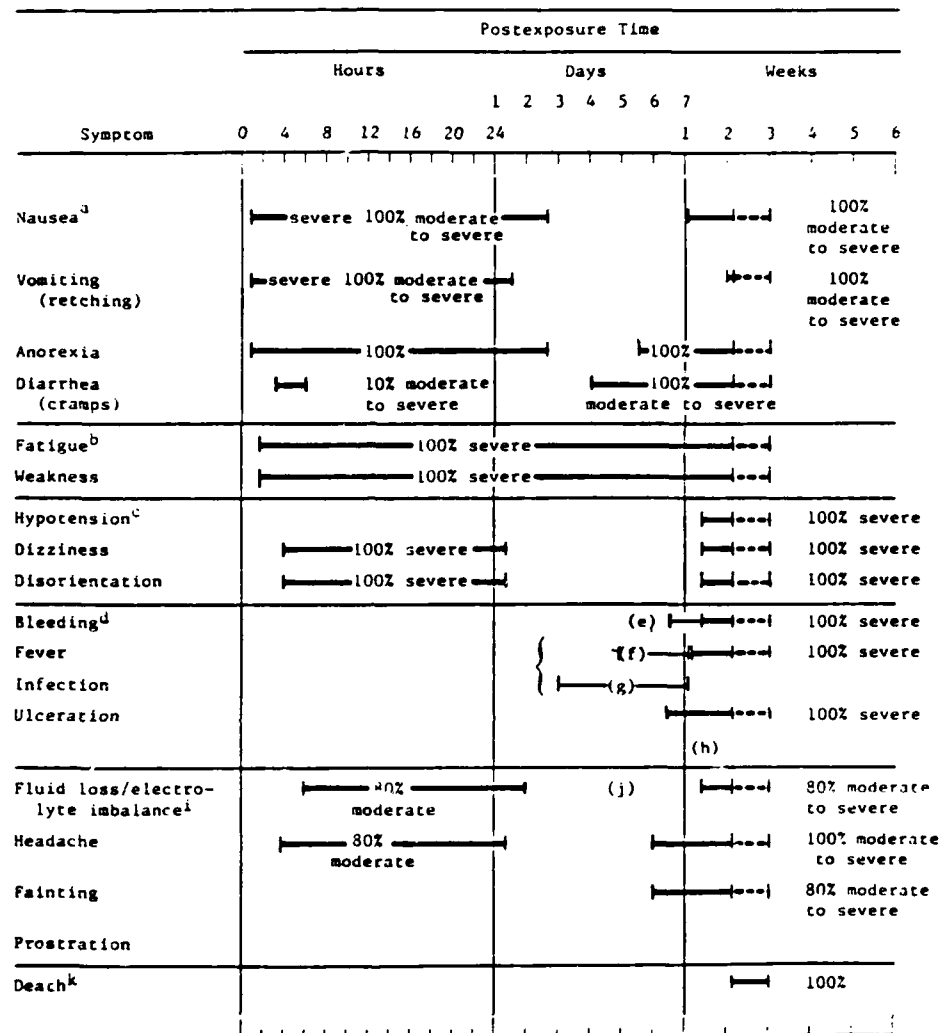 Postexposure Time
Hours Days Weeks
1 2 3 4 5 6 7
Symptom 0 4 8 12 16 20 24 1 2 3 4 5 6
Nausea a severe 100% moderate to severe 100% moderate to severe
Vomiting (retching) severe 100% moderate to severe 100% moderate to severe
Anorexia 100% 100%
Diarrhea (cramps) 10% moderate to severe 100% moderate to severe
Fatigue b 100% severe
Weakness 100% severe
Hypotension c 100% severe
Dizziness 100% severe 100% severe
Disorientation 100% severe 100% severe
Bleeding d (e) 100% severe
Fever (f) 100% severe
Infection (g)
Ulceration 100% severe
(h)
Fluid loss/electro-
lyte imbalance i 80% moderate (j) 80% moderate to severe
Headache 80% moderate 100% moderate to severe
Fainting 80% moderate to severe
Prostration
Death k 100%